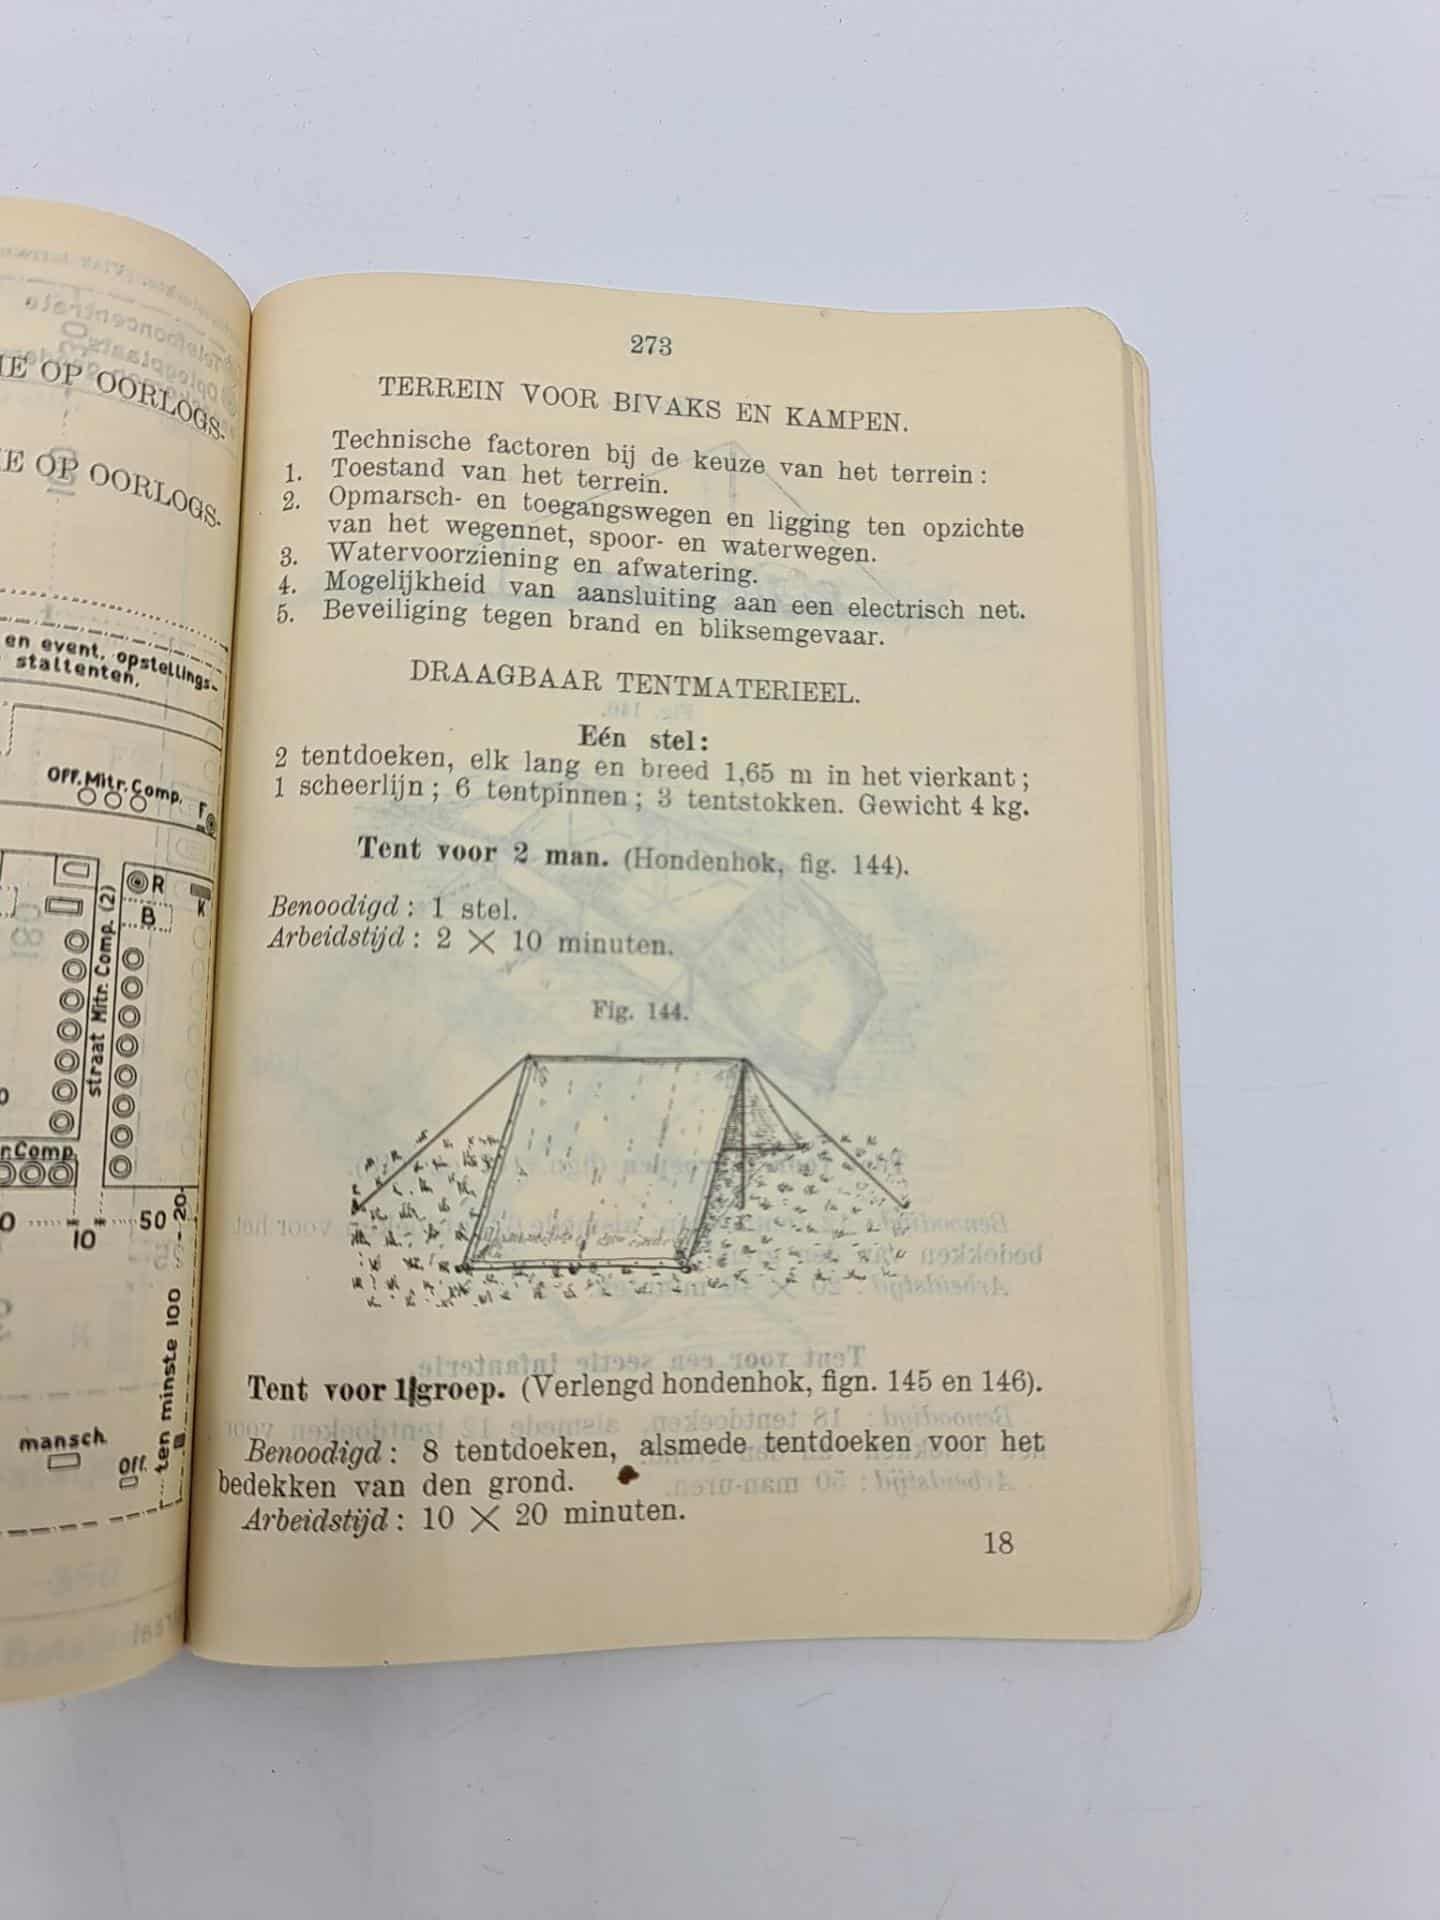 IE OP OORLOGS-
IE OP OORLOGS-
en event. opstellings-
staltenten.
Off. Mitr. Comp.
F
R
B
K
straat Mitr. Comp. (2)
r. Comp.
50
20
10
ten minste 100
mansch.
Off.
273
TERREIN VOOR BIVAKS EN KAMPEN.
Technische factoren bij de keuze van het terrein:
1. Toestand van het terrein.
2. Opmarsch- en toegangswegen en ligging ten opzichte
van het wegennet, spoor- en waterwegen.
3. Watervoorziening en afwatering.
4. Mogelijkheid van aansluiting aan een electrisch net.
5. Beveiliging tegen brand en bliksemgevaar.
DRAAGBAAR TENTMATERIEEL.
Eén stel:
2 tentdoeken, elk lang en breed 1,65 m in het vierkant;
1 scheerlijn; 6 tentpinnen; 3 tentstokken. Gewicht 4 kg.
Tent voor 2 man. (Hondenhok, fig. 144).
Benoodigd: 1 stel.
Arbeidstijd: 2 × 10 minuten.
Fig. 144.
Tent voor 1 groep. (Verlengd hondenhok, fign. 145 en 146).
Benoodigd: 8 tentdoeken, alsmede tentdoeken voor het
bedekken van den grond.
Arbeidstijd: 10 × 20 minuten.
18